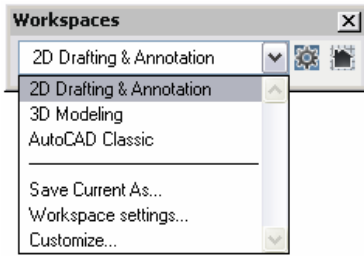 Workspaces
2D Drafting & Annotation
2D Drafting & Annotation
3D Modeling
AutoCAD Classic
Save Current As...
Workspace settings...
Customize...